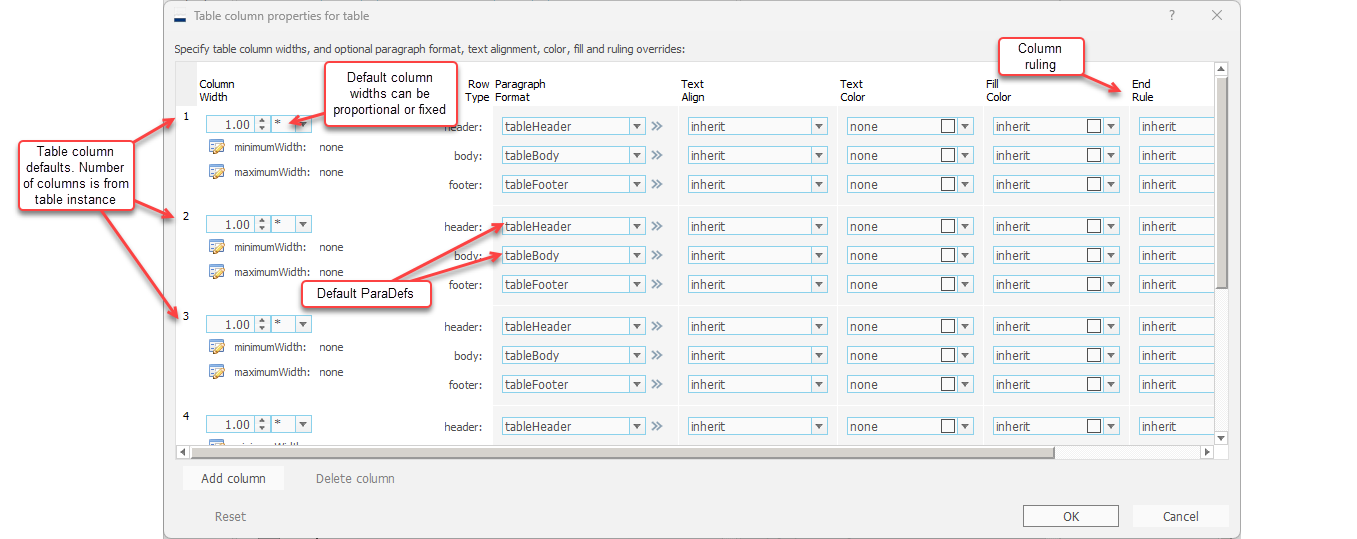 Table column properties for table
?
Specify table column widths, and optional paragraph format, text alignment, color, fill and ruling overrides:
Column
ruling
Default column
widths can be
proportional or fixed
Column
Width
Row
Type
Paragraph
Format
Text
Align
Text
Color
Fill
Color
End
Rule
Table column
defaults. Number
of columns is from
table instance
1
1.00 *
header: tableHeader inherit none inherit inherit
minimumWidth: none
body: tableBody inherit none inherit inherit
maximumWidth: none
footer: tableFooter inherit none inherit inherit
2
1.00 *
header: tableHeader inherit none inherit inherit
minimumWidth: none
body: tableBody inherit none inherit inherit
maximumWidth: none
footer: tableFooter inherit none inherit inherit
Default ParaDefs
3
1.00 *
header: tableHeader inherit none inherit inherit
minimumWidth: none
body: tableBody inherit none inherit inherit
maximumWidth: none
footer: tableFooter inherit none inherit inherit
4
1.00 *
header: tableHeader inherit none inherit inherit
Add column Delete column
Reset OK Cancel